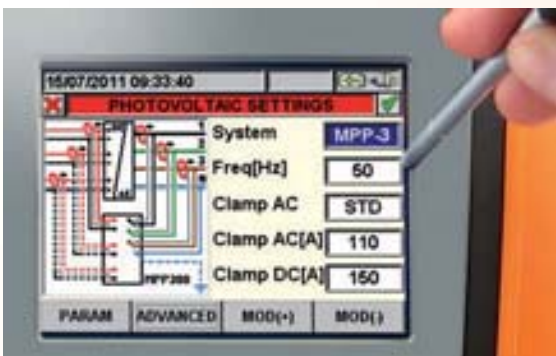 15/07/2011 09:33:40
PHOTOVOLTAIC SETTINGS
System MPP-3
Freq[Hz] 50
Clamp AC STD
Clamp AC[A] 110
Clamp DC[A] 150
MPP300
PARAM ADVANCED MOD(+) MOD(-)